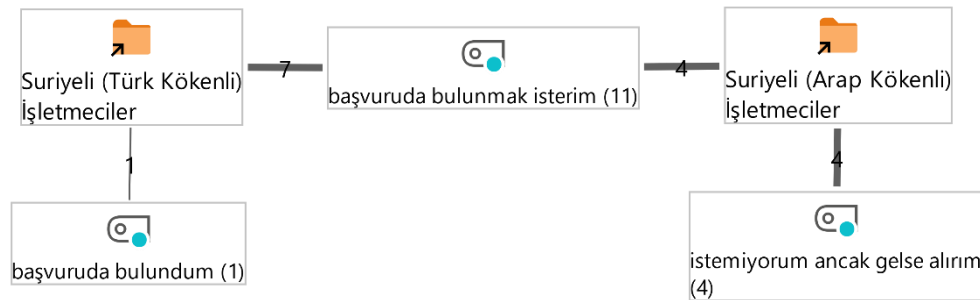 Suriyeli (Türk Kökenli)
İşletmeciler
7
başvuruda bulunmak isterim (11)
4
Suriyeli (Arap Kökenli)
İşletmeciler
1
4
başvuruda bulundum (1)
istemiyorum ancak gelse alırım
(4)